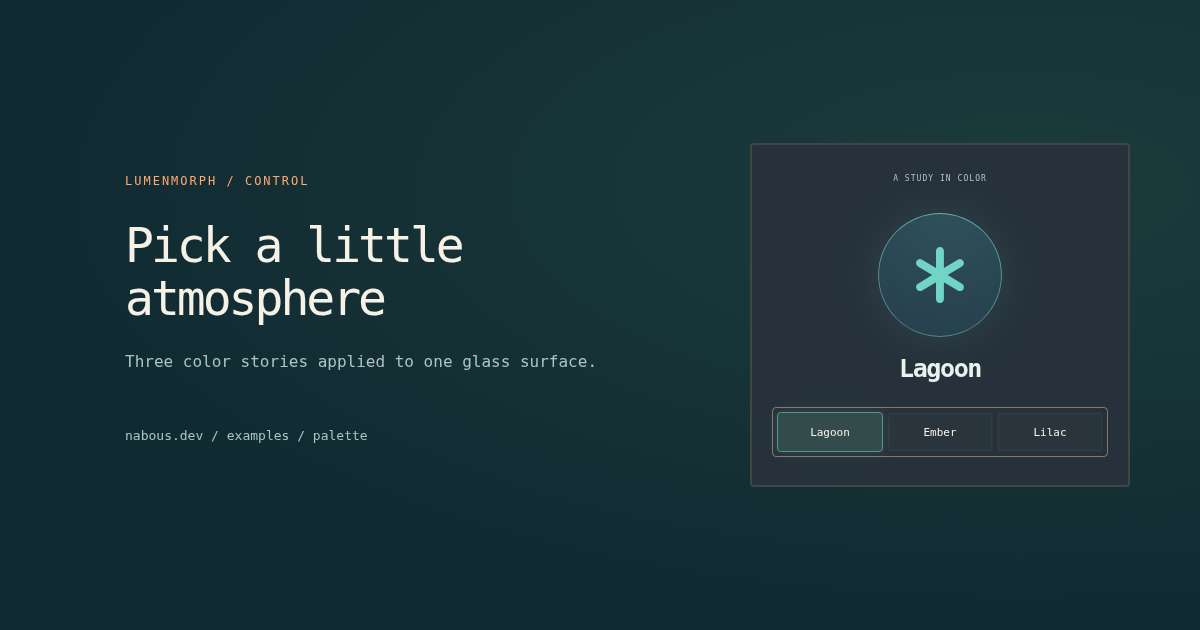 LUMENMORPH / CONTROL
Pick a little
atmosphere
Three color stories applied to one glass surface.
nabous.dev / examples / palette
A STUDY IN COLOR
Lagoon
Lagoon
Ember
Lilac